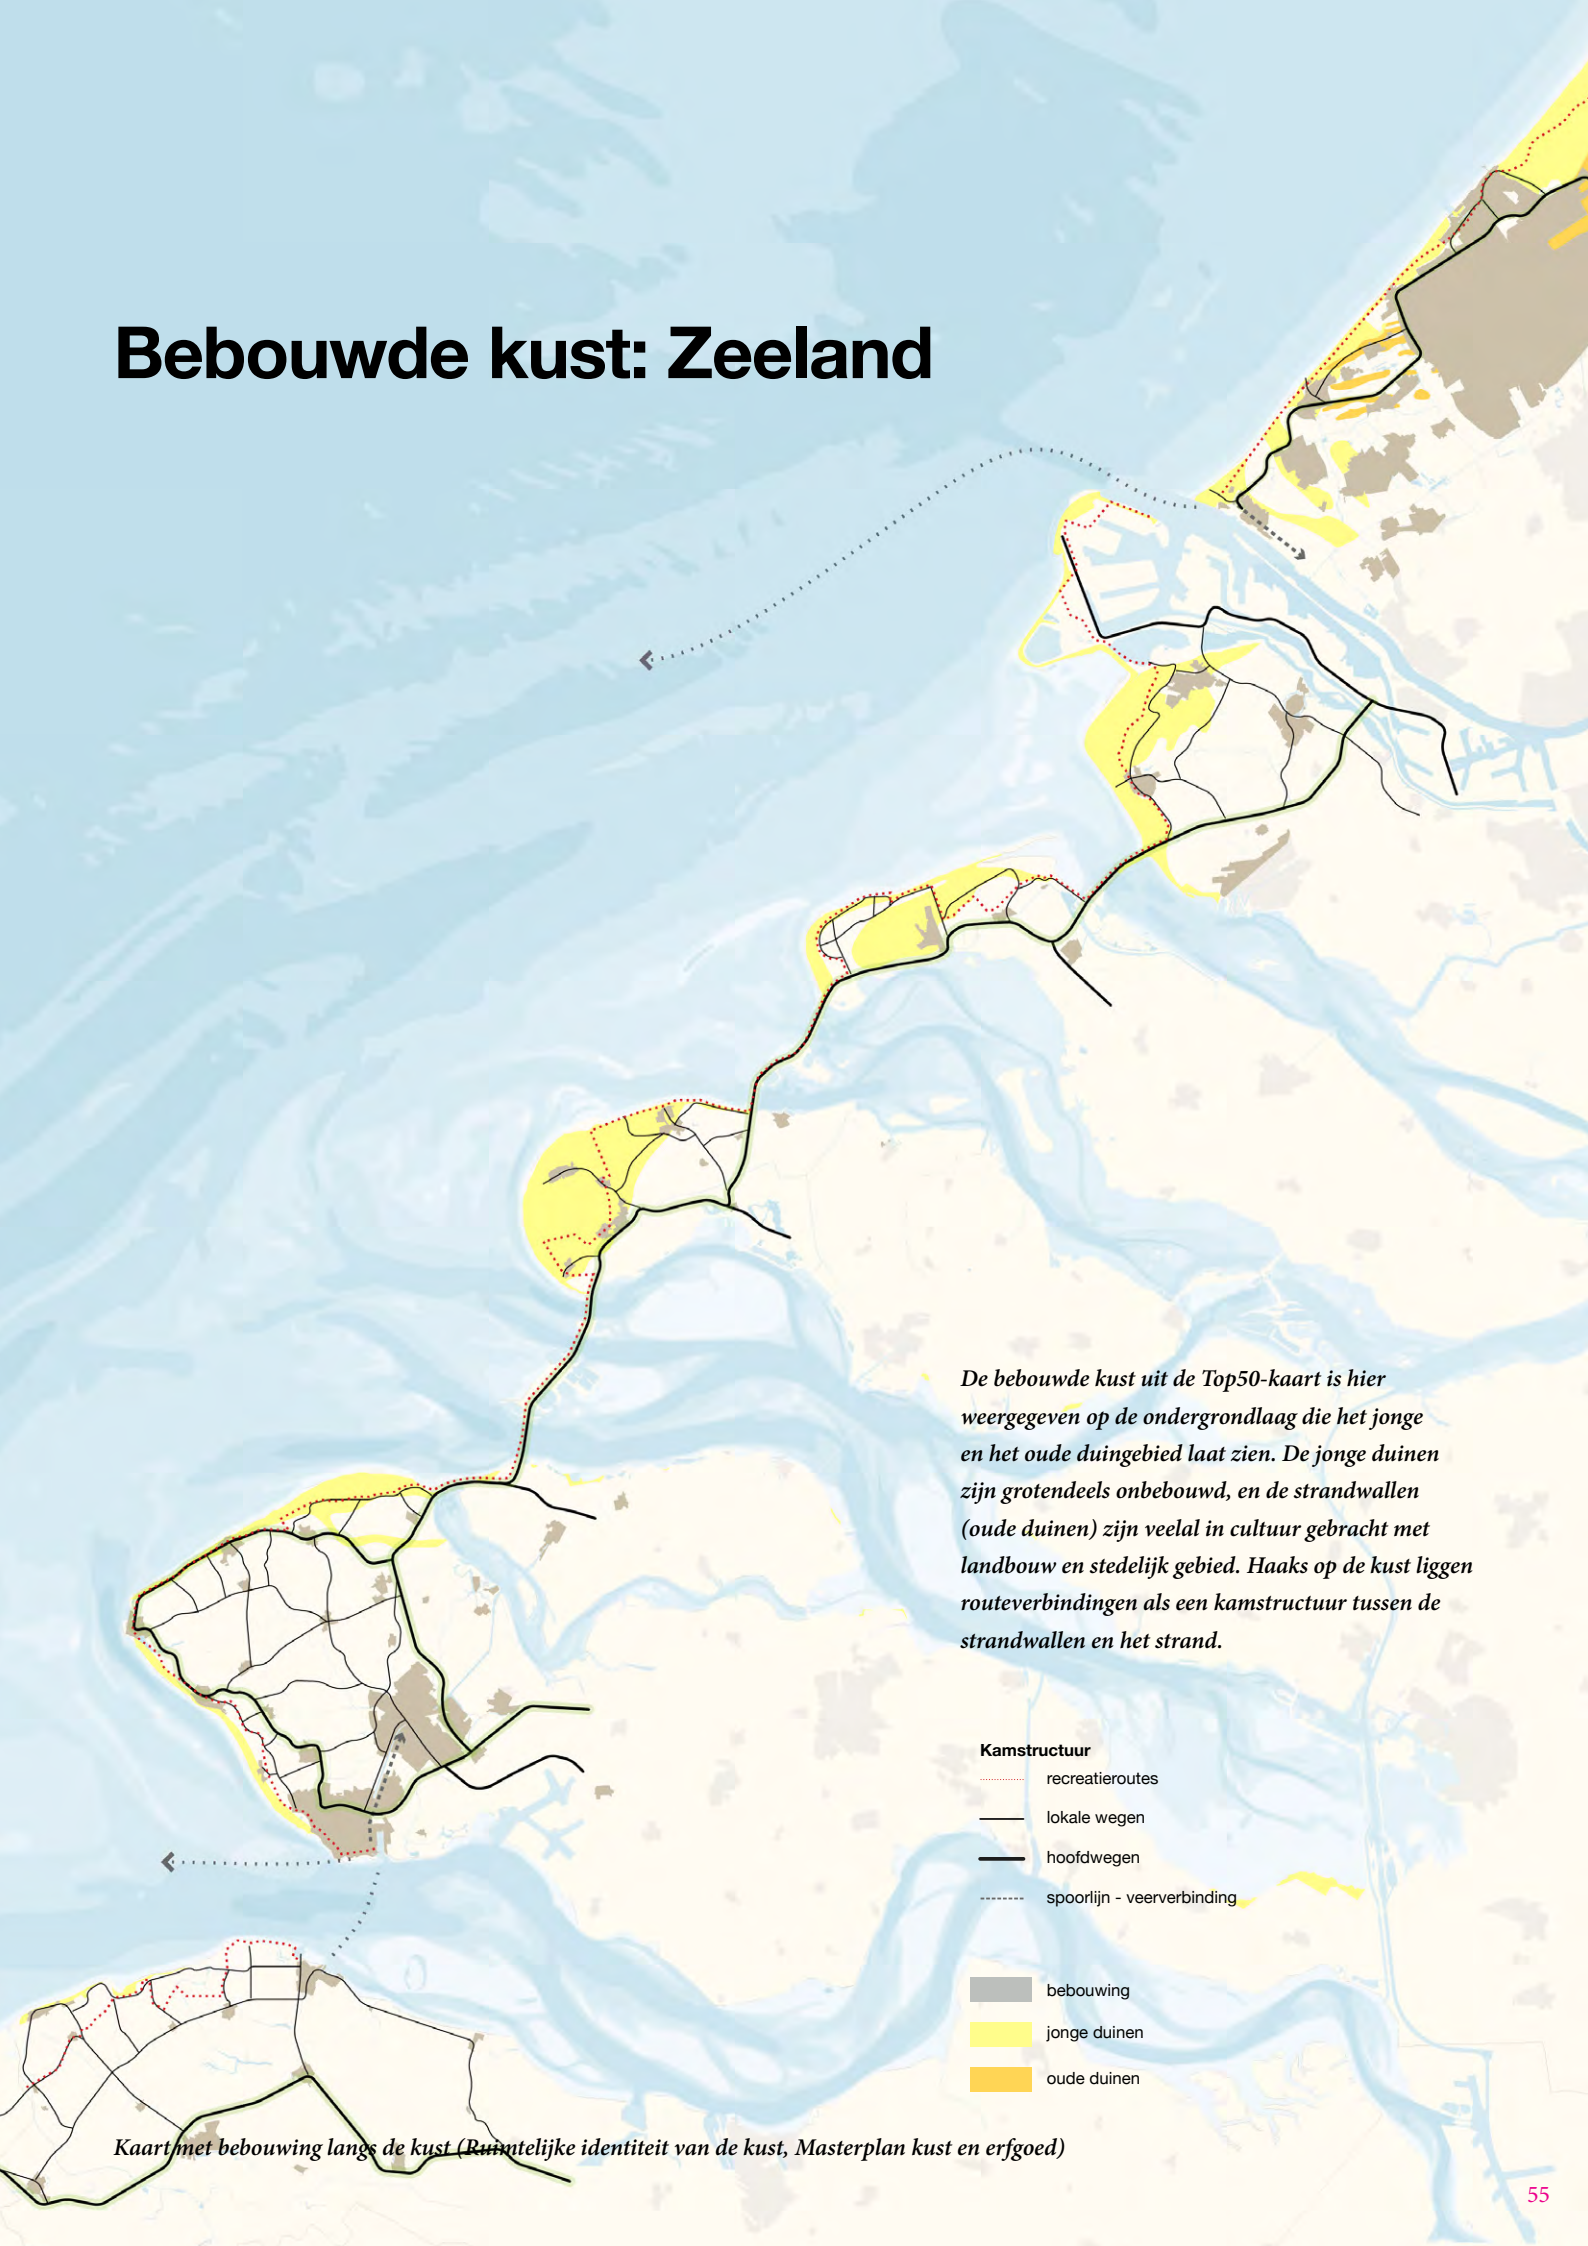 Bebouwde kust: Zeeland
De bebouwde kust uit de Top50-kaart is hier
weergegeven op de ondergrondlaag die het jonge
en het oude duingebied laat zien. De jonge duinen
zijn grotendeels onbebouwd, en de strandwallen
(oude duinen) zijn veelal in cultuur gebracht met
landbouw en stedelijk gebied. Haaks op de kust liggen
routeverbindingen als een kamstructuur tussen de
strandwallen en het strand.
Kamstructuur
recreatieroutes
lokale wegen
hoofdwegen
spoorlijn - veerverbinding
bebouwing
jonge duinen
oude duinen
Kaart met bebouwing langs de kust (Ruimtelijke identiteit van de kust, Masterplan kust en erfgoed)
55